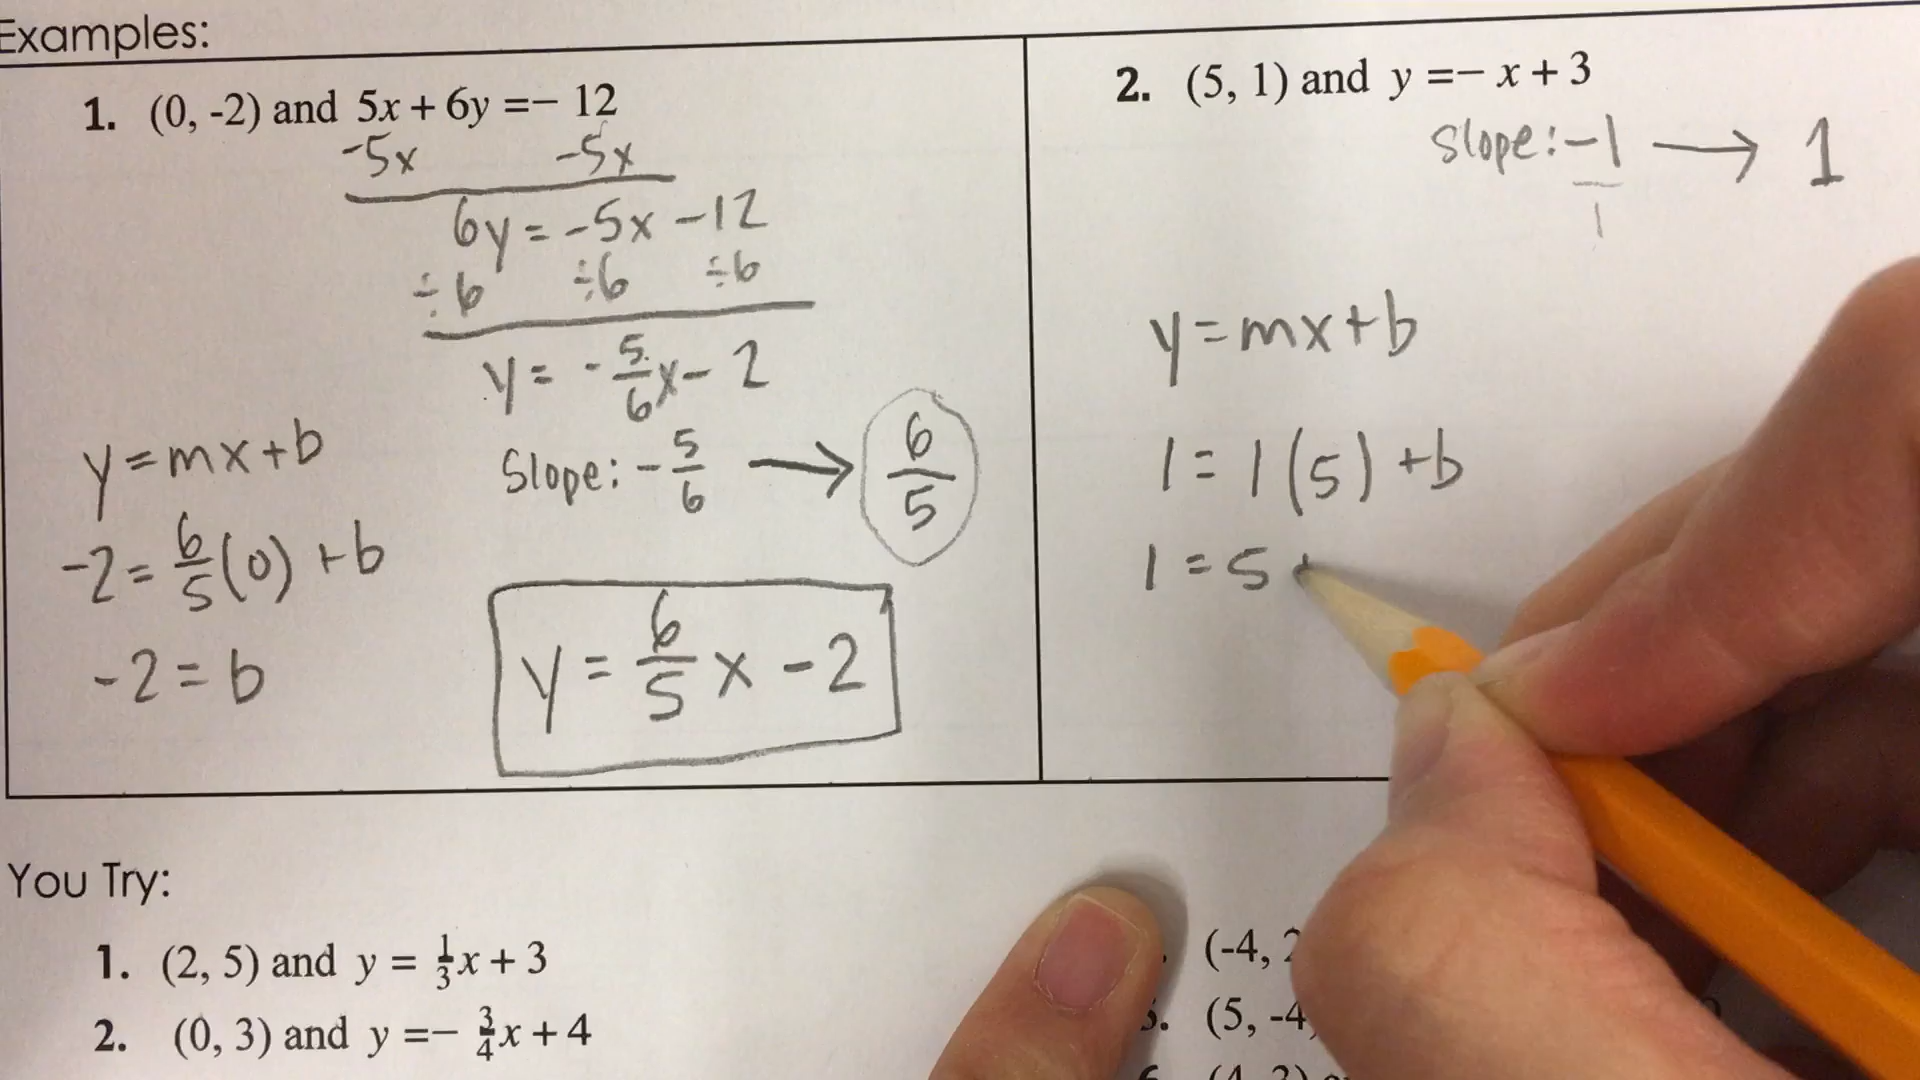 Examples:
1. (0, -2) and 5x + 6y =− 12
-5x -5x
6y = -5x -12
÷6 ÷6 ÷6
y = -5/6x - 2
Slope: -5/6 → 6/5
y=mx+b
-2 = 6/5(0) +b
-2 = b
y = 6/5 x -2
2. (5, 1) and y =− x + 3
slope: -1/1 → 1
y=mx+b
1 = 1(5) +b
1 = 5 +
You Try:
1. (2, 5) and y = 1/3x + 3
2. (0, 3) and y =− 3/4x + 4
(-4,
(5, -4